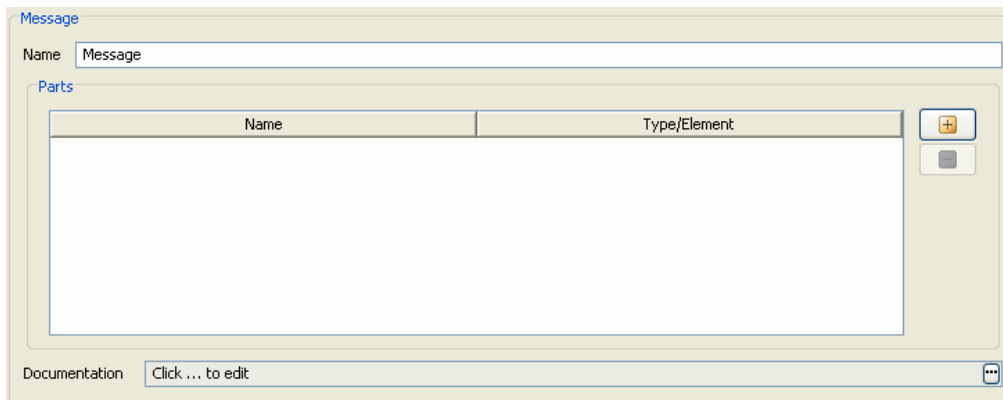 Message
Name Message
Parts
Name Type/Element
Documentation Click ... to edit